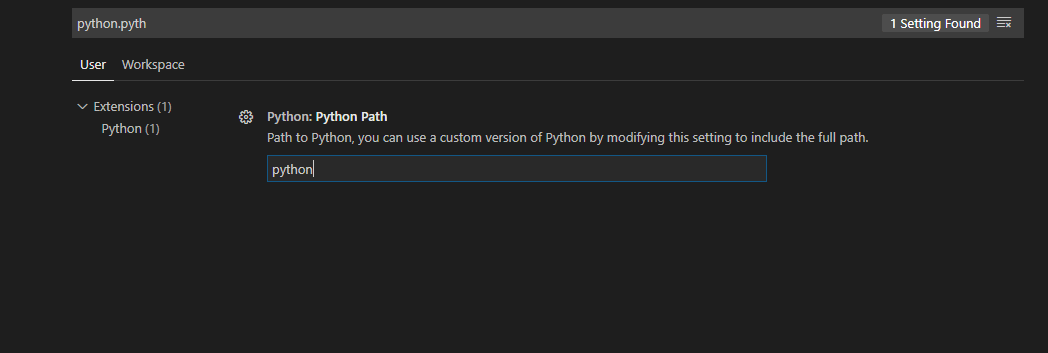 python.pyth
1 Setting Found
User Workspace
Extensions (1)
Python (1)
Python: Python Path
Path to Python, you can use a custom version of Python by modifying this setting to include the full path.
python